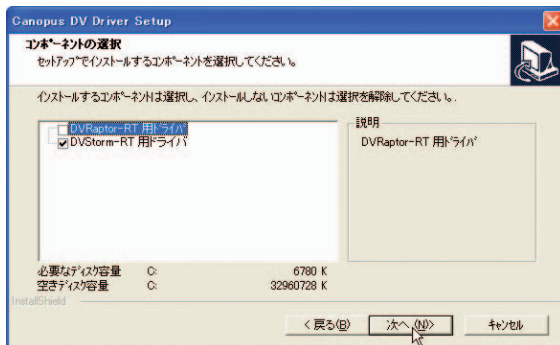 Canopus DV Driver Setup
コンポーネントの選択
セットアップでインストールするコンポーネントを選択してください。
インストールするコンポーネントは選択し、インストールしないコンポーネントは選択を解除してください。.
DVRaptor-RT 用ドライバ
DVStorm-RT 用ドライバ
説明
DVRaptor-RT 用ドライバ
必要なディスク容量 C: 6780 K
空きディスク容量 C: 32960728 K
InstallShield
< 戻る(B) 次へ (N)> キャンセル